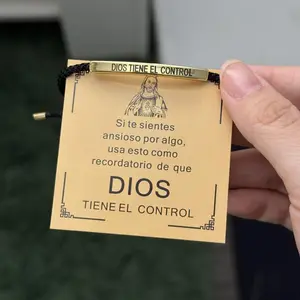 DIOS TIENE EL CONTROL
Si te sientes
ansioso por algo,
usa esto como
recordatorio de que
DIOS
TIENE EL CONTROL